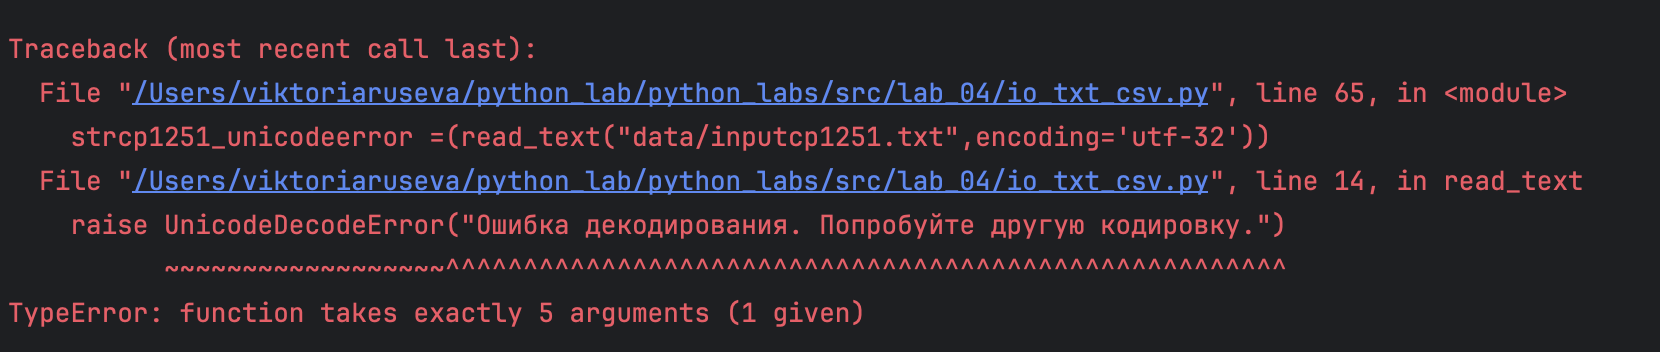 Traceback (most recent call last):
  File "/Users/viktoriaruseva/python_lab/python_labs/src/lab_04/io_txt_csv.py", line 65, in <module>
    strcp1251_unicodeerror =(read_text("data/inputcp1251.txt",encoding='utf-32'))
  File "/Users/viktoriaruseva/python_lab/python_labs/src/lab_04/io_txt_csv.py", line 14, in read_text
    raise UnicodeDecodeError("Ошибка декодирования. Попробуйте другую кодировку.")
          ~~~~~~~~~~~~~~~~~~^^^^^^^^^^^^^^^^^^^^^^^^^^^^^^^^^^^^^^^^^^^^^^^^^^^^^^
TypeError: function takes exactly 5 arguments (1 given)